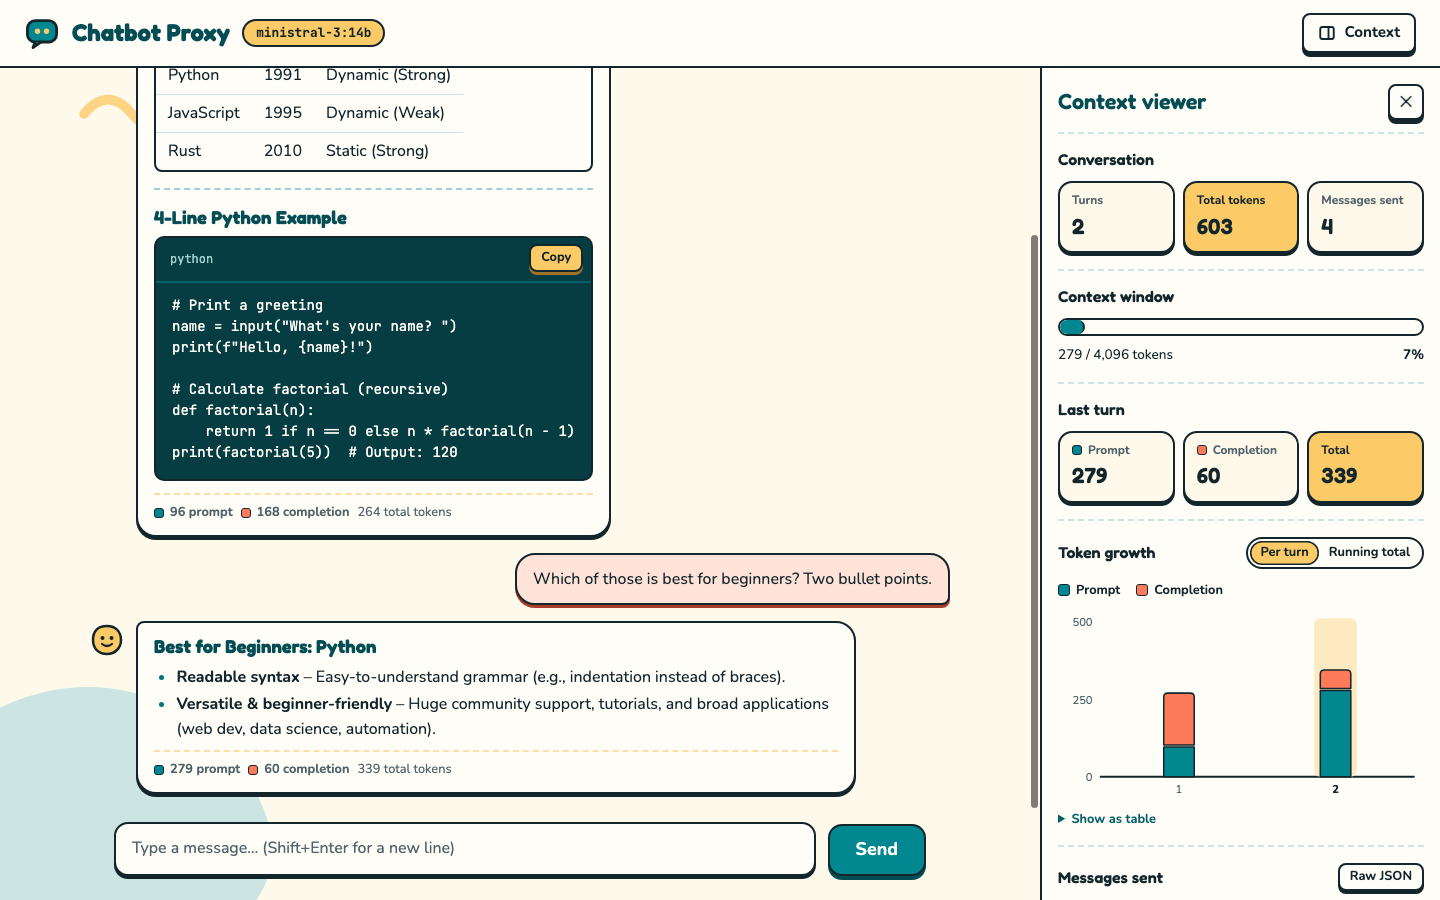 Chatbot Proxy
ministral-3:14b
Context
Python 1991 Dynamic (Strong)
JavaScript 1995 Dynamic (Weak)
Rust 2010 Static (Strong)
4-Line Python Example
python
Copy
# Print a greeting
name = input("What's your name? ")
print(f"Hello, {name}!")
# Calculate factorial (recursive)
def factorial(n):
    return 1 if n == 0 else n * factorial(n - 1)
print(factorial(5))  # Output: 120
96 prompt 168 completion 264 total tokens
Which of those is best for beginners? Two bullet points.
Best for Beginners: Python
• Readable syntax – Easy-to-understand grammar (e.g., indentation instead of braces).
• Versatile & beginner-friendly – Huge community support, tutorials, and broad applications
(web dev, data science, automation).
279 prompt 60 completion 339 total tokens
Type a message... (Shift+Enter for a new line)
Send
Context viewer
Conversation
Turns Total tokens Messages sent
2 603 4
Context window
279 / 4,096 tokens 7%
Last turn
Prompt Completion Total
279 60 339
Token growth
Per turn Running total
Prompt Completion
500
250
0
1 2
Show as table
Messages sent
Raw JSON